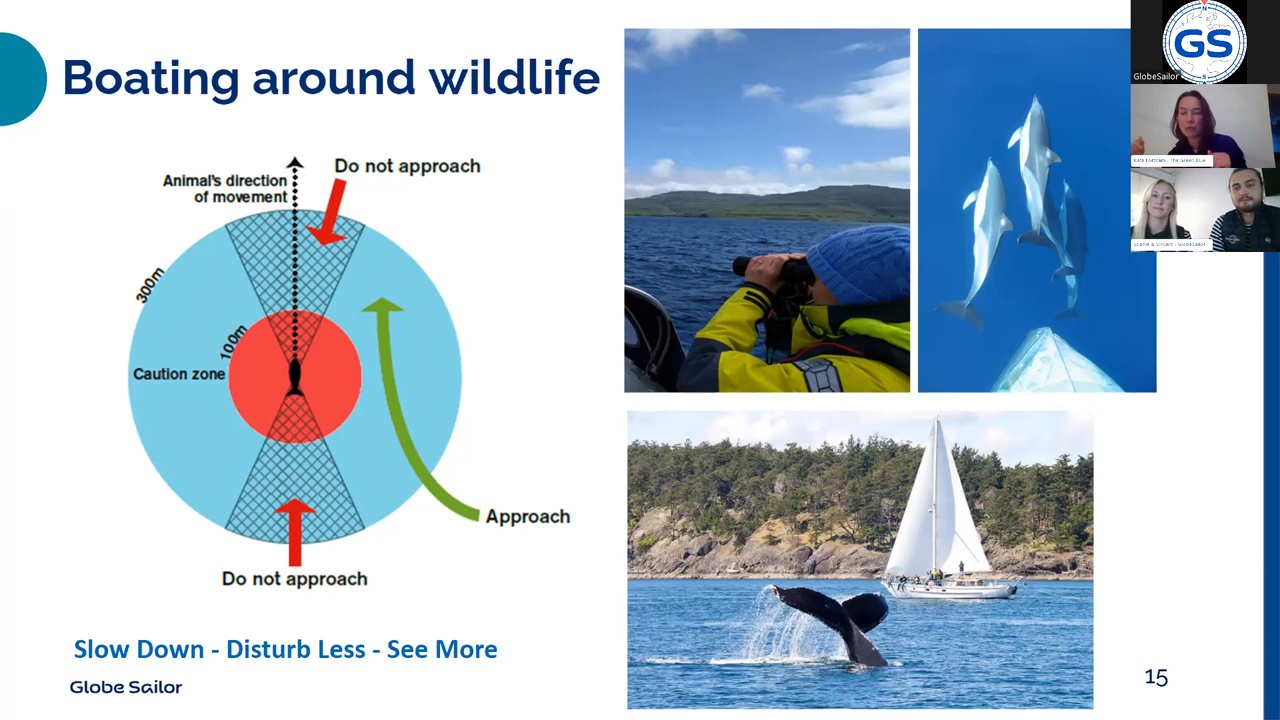 Boating around wildlife
Do not approach
Animal's direction
of movement
300m
100m
Caution zone
Approach
Do not approach
Slow Down - Disturb Less - See More
Globe Sailor
15
GS
GlobeSailor
Kate Fortnam - The Green Blue
Sophie & Vincent - GlobeSailor